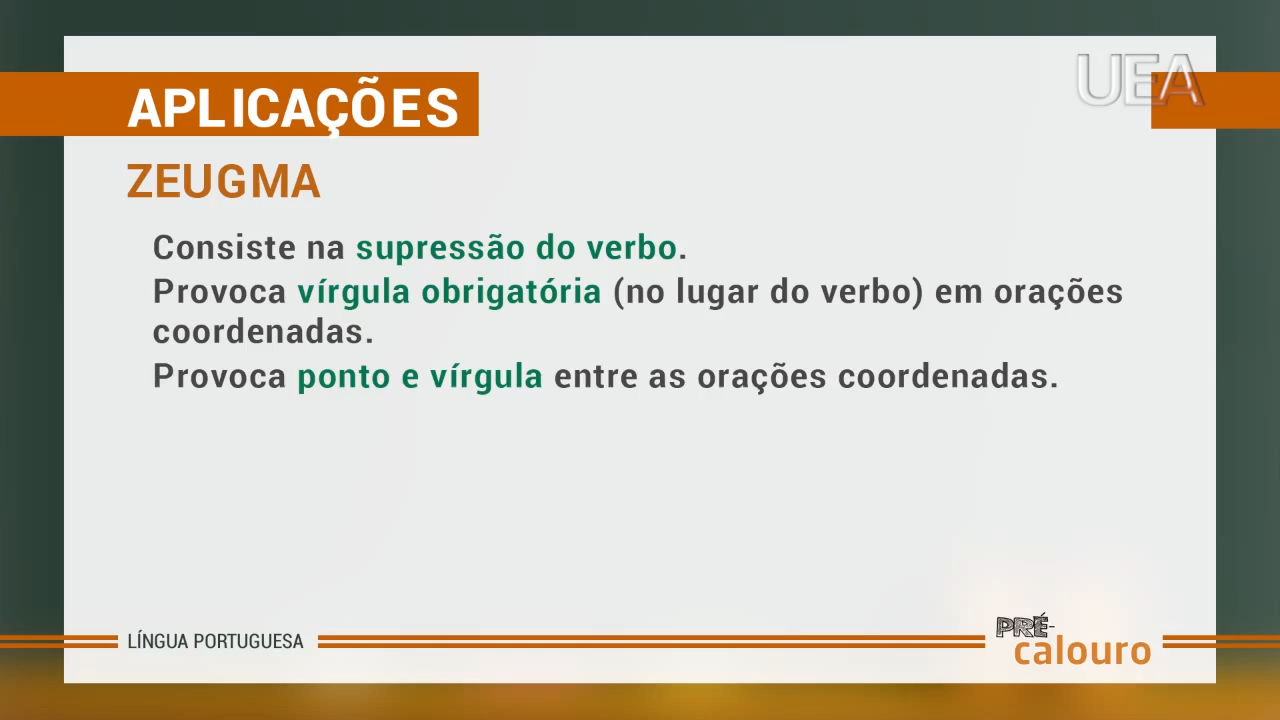 UEA
APLICAÇÕES
ZEUGMA
Consiste na supressão do verbo.
Provoca vírgula obrigatória (no lugar do verbo) em orações
coordenadas.
Provoca ponto e vírgula entre as orações coordenadas.
LÍNGUA PORTUGUESA
PRÉ-
calouro